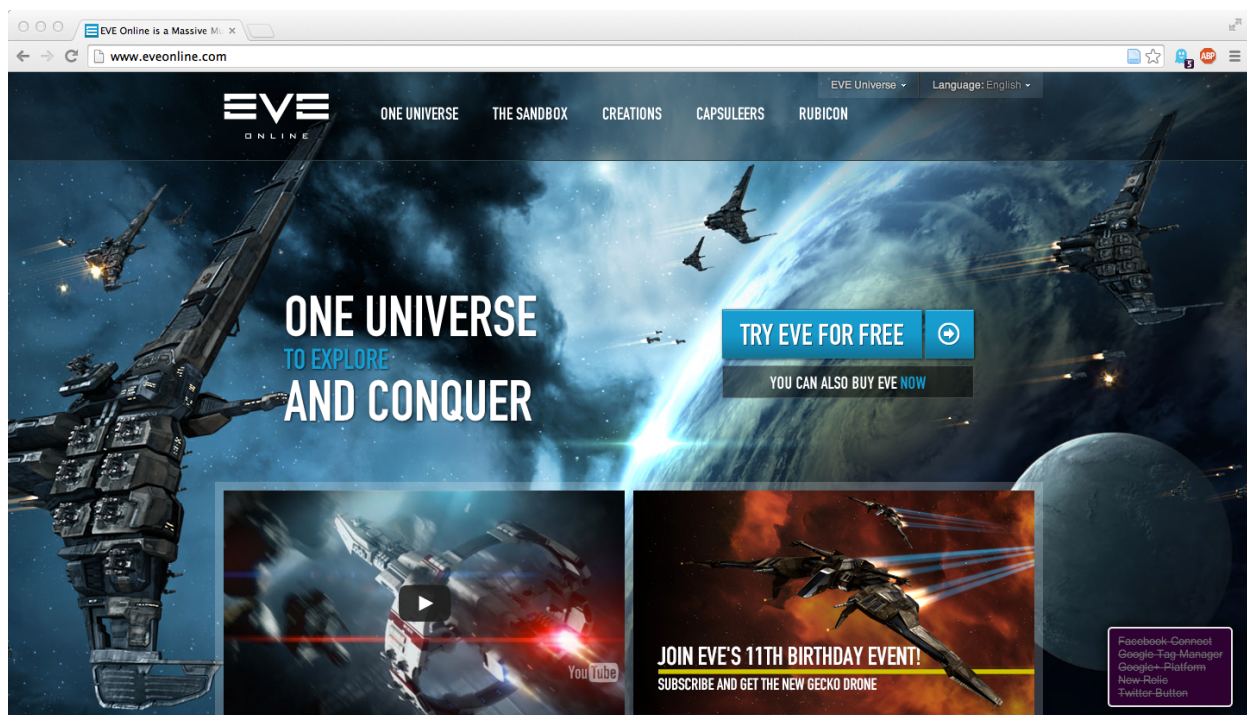 EVE Online is a Massive Mu
www.eveonline.com
ABP
3
EVE Universe
Language: English
EVE
ONLINE
ONE UNIVERSE
THE SANDBOX
CREATIONS
CAPSULEERS
RUBICON
ONE UNIVERSE
TO EXPLORE
AND CONQUER
TRY EVE FOR FREE
YOU CAN ALSO BUY EVE NOW
YouTube
JOIN EVE'S 11TH BIRTHDAY EVENT!
SUBSCRIBE AND GET THE NEW GECKO DRONE
Facebook Connect
Google Tag Manager
Google+ Platform
New Relic
Twitter Button